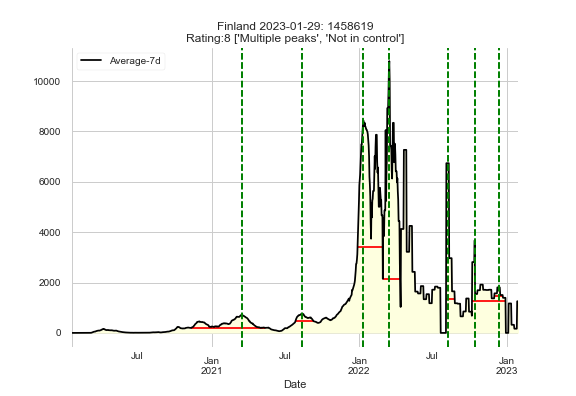 Finland 2023-01-29: 1458619
Rating:8 ['Multiple peaks', 'Not in control']
Average-7d
10000
8000
6000
4000
2000
0
Jul
Jan
2021
Jul
Jan
2022
Jul
Jan
2023
Date